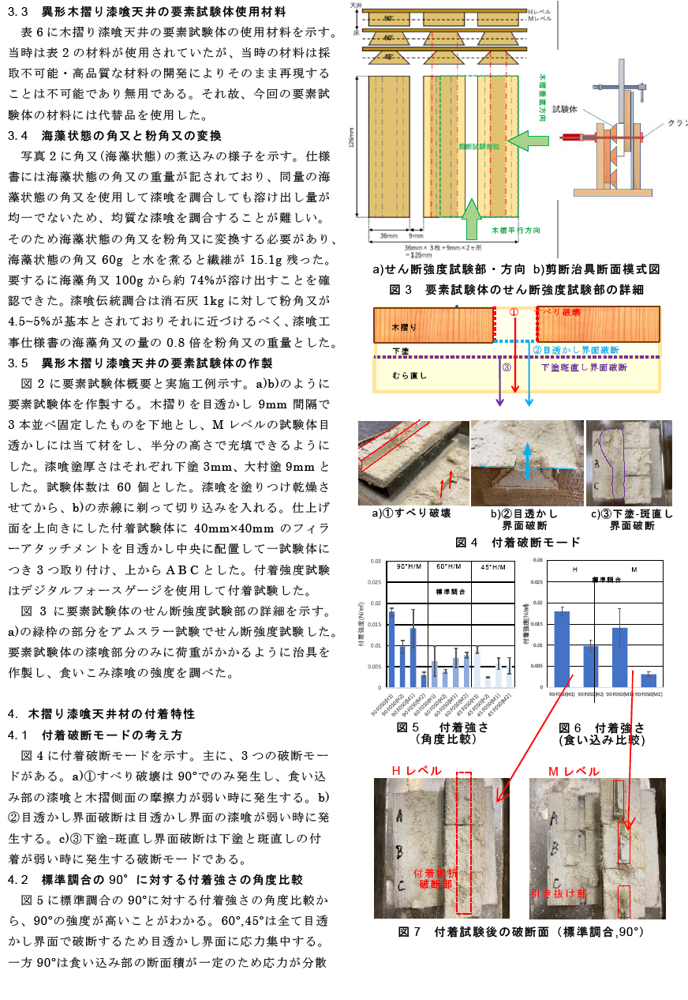 3. 3　異形木摺り漆喰天井の要素試験体使用材料
表 6 に木摺り漆喰天井の要素試験体の使用材料を示す。
当時は表 2 の材料が使用されていたが、当時の材料は採
取不可能・高品質な材料の開発によりそのまま再現する
ことは不可能であり無用である。それ故、今回の要素試
験体の材料には代替品を使用した。
3. 4　海藻状態の角又と粉角又の変換
写真 2 に角又(海藻状態)の煮込みの様子を示す。仕様
書には海藻状態の角又の重量が記されており、同量の海
藻状態の角又を使用して漆喰を調合しても溶け出し量が
均一でないため、均質な漆喰を調合することが難しい。
そのため海藻状態の角又を粉角又に変換する必要があり、
海藻状態の角又 60g と水を煮ると繊維が 15.1g 残った。
要するに海藻角又 100g から約 74%が溶け出すことを確
認できた。漆喰伝統調合は消石灰 1kg に対して粉角又が
4.5~5%が基本とされておりそれに近づけるべく、漆喰工
事仕様書の海藻角又の量の 0.8 倍を粉角又の重量とした。
3. 5　異形木摺り漆喰天井の要素試験体の作製
図 2 に要素試験体概要と実施工例示す。a)b)のように
要素試験体を作製する。木摺りを目透かし 9mm 間隔で
3 本並べ固定したものを下地とし、M レベルの試験体目
透かしには当て材をし、半分の高さで充填できるように
した。漆喰塗厚さはそれぞれ下塗 3mm、大村塗 9mm と
した。試験体数は 60 個とした。漆喰を塗りつけ乾燥さ
せてから、b)の赤線に剃って切り込みを入れる。仕上げ
面を上向きにした付着試験体に 40mm×40mm のフィラ
ーアタッチメントを目透かし中央に配置して一試験体に
つき 3 つ取り付け、上から A B C とした。付着強度試験
はデジタルフォースゲージを使用して付着試験した。
図 3 に要素試験体のせん断強度試験部の詳細を示す。
a)の緑枠の部分をアムスラー試験でせん断強度試験した。
要素試験体の漆喰部分のみに荷重がかかるように治具を
作製し、食いこみ漆喰の強度を調べた。
4. 木摺り漆喰天井材の付着特性
4. 1　付着破断モードの考え方
図 4 に付着破断モードを示す。主に、3 つの破断モー
ドがある。a)①すべり破壊は 90°でのみ発生し、食い込
み部の漆喰と木摺側面の摩擦力が弱い時に発生する。b)
②目透かし界面破断は目透かし界面の漆喰が弱い時に発
生する。c)③下塗-斑直し界面破断は下塗と斑直しの付
着が弱い時に発生する破断モードである。
4. 2　標準調合の 90°に対する付着強さの角度比較
図 5 に標準調合の 90°に対する付着強さの角度比較か
ら、90°の強度が高いことがわかる。60°,45°は全て目透
かし界面で破断するため目透かし界面に応力集中する。
一方 90°は食い込み部の断面積が一定のため応力が分散
天井
床
90°
60°
45°
Hレベル
Mレベル
126mm
剪断試験部位
木摺垂直方向
木摺平行方向
36mm
9mm
36mm×3枚+9mm×2ヶ所
=126mm
試験体
クラン
a)せん断強度試験部・方向 b)剪断治具断面模式図
図 3　要素試験体のせん断強度試験部の詳細
木摺り
① すべり破壊
下塗
②目透かし界面破断
③ 下塗斑直し界面破断
むら直し
A
B
C
a)①すべり破壊
b)②目透かし
界面破断
c)③下塗-斑直し
界面破断
図 4　付着破断モード
付着強度(N/㎟)
0.03
0.025
0.02
0.015
0.01
0.005
0
90°H/M
60°H/M
45°H/M
標準調合
90 F050(H1)
90 F050(H2)
90 F050(M1)
90 F050(M2)
60 F050(H1)
60 F050(H2)
60 F050(M1)
60 F050(M2)
45 F050(H1)
45 F050(H2)
45 F050(M1)
45 F050(M2)
図 5　付着強さ
（角度比較）
付着強度(N/㎟)
0.03
0.025
0.02
0.015
0.01
0.005
0
H
M
標準調合
90 F050(H1)
90 F050(H2)
90 F050(M1)
90 F050(M2)
図 6　付着強さ
(食い込み比較)
H レベル
M レベル
A
B
C
付着抵抗
破断部
A
B
C
引き抜け部
図 7　付着試験後の破断面（標準調合,90°）